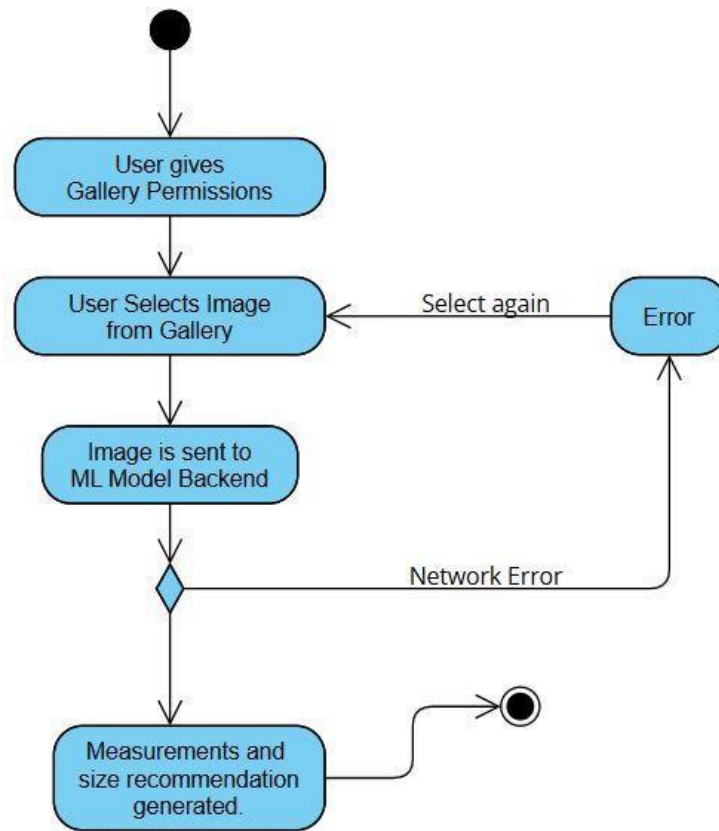 User gives
Gallery Permissions
User Selects Image
from Gallery
Select again
Error
Image is sent to
ML Model Backend
Network Error
Measurements and
size recommendation
generated.